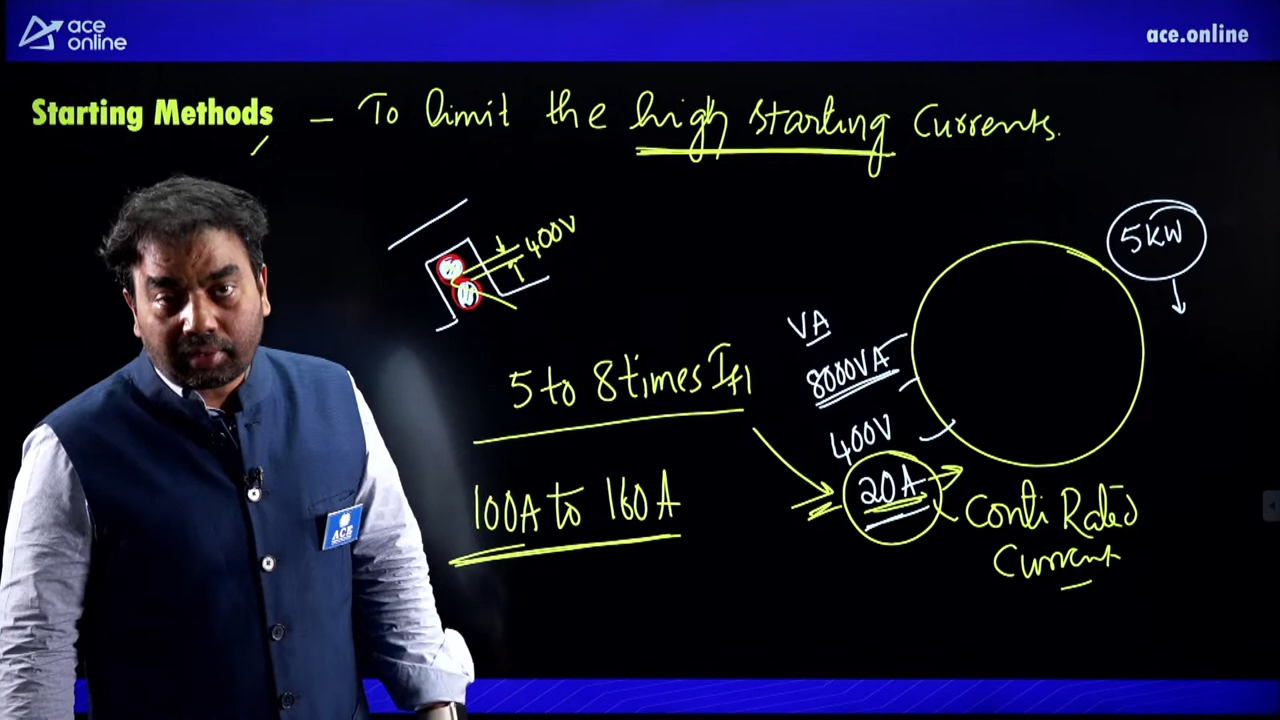 ace online
ace.online
Starting Methods - To limit the high starting Currents.
400V
5KW
VA
8000VA
5 to 8 times Ifl
400V
20A
100A to 160A
Conti Rated
Current
ACE